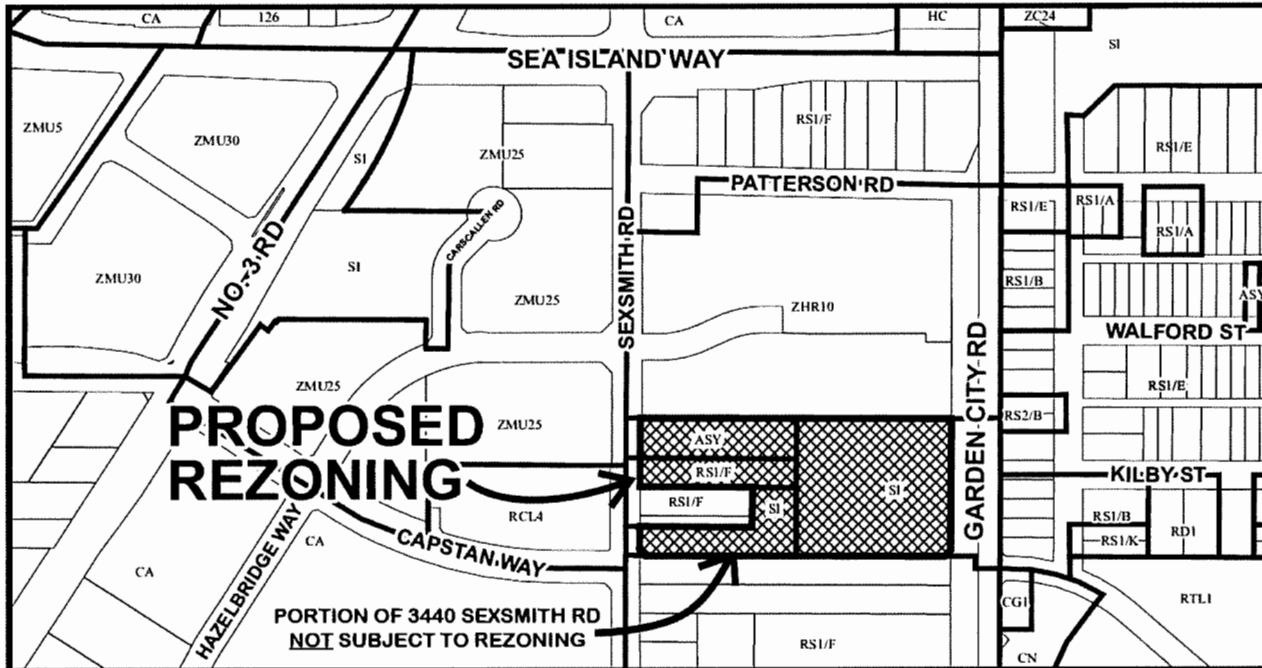 CA
126
CA
HC
ZC24
SI
SEA ISLAND WAY
ZMU5
ZMU30
SI
ZMU25
RS1/F
RS1/E
PATTERSON RD
RS1/E
RS1/A
RS1/A
CARSCALLEN RD
SEXSMITH RD
NO. 3 RD
SI
ZMU30
ZMU25
ZHR10
RS1/B
ASY
WALFORD ST
GARDEN CITY RD
ZMU25
RS1/E
PROPOSED
REZONING
ZMU25
ASY
RS2/B
RS1/F
SI
KILBY ST
RS1/F
SI
RCL4
RS1/B
RS1/K
RD1
CAPSTAN WAY
HAZELBRIDGE WAY
CA
CA
PORTION OF 3440 SEXSMITH RD
NOT SUBJECT TO REZONING
RS1/F
CG1
CN
RTL1